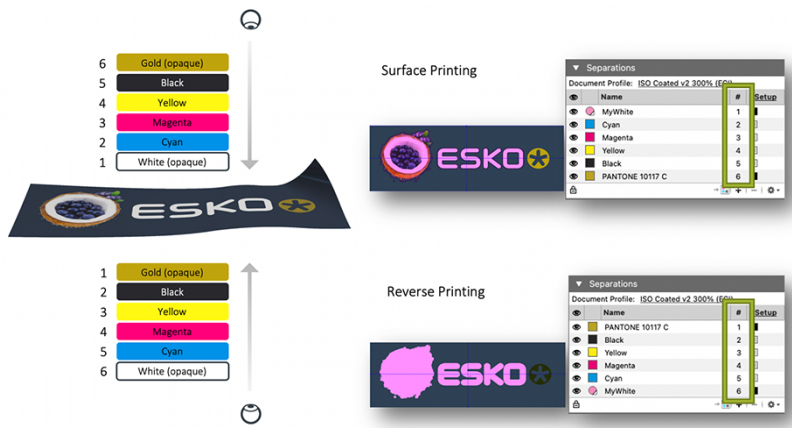 6 Gold (opaque)
5 Black
4 Yellow
3 Magenta
2 Cyan
1 White (opaque)
ESKO
1 Gold (opaque)
2 Black
3 Yellow
4 Magenta
5 Cyan
6 White (opaque)
Surface Printing
ESKO
Separations
Document Profile: ISO Coated v2 300% (ECI)
Name # Setup
MyWhite 1
Cyan 2
Magenta 3
Yellow 4
Black 5
PANTONE 10117 C 6
Reverse Printing
ESKO
Separations
Document Profile: ISO Coated v2 300% (ECI)
Name # Setup
PANTONE 10117 C 1
Black 2
Yellow 3
Magenta 4
Cyan 5
MyWhite 6